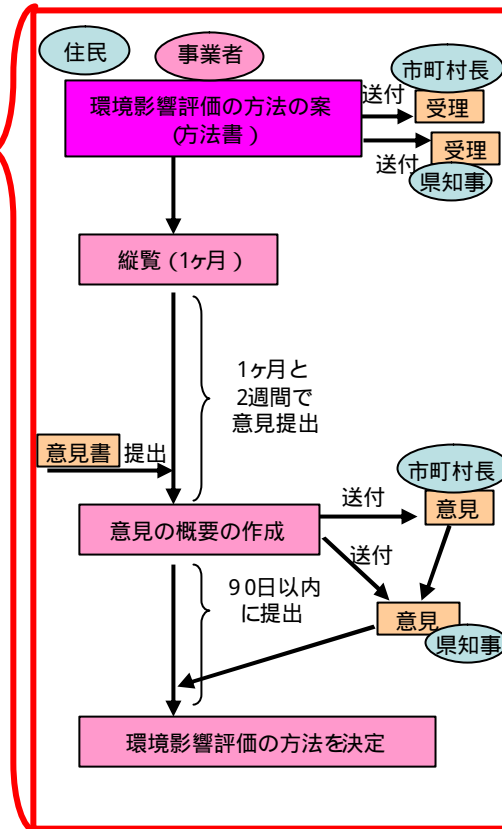 住民
事業者
市町村長
環境影響評価の方法の案
(方法書)
送付
受理
送付
受理
県知事
縦覧(1ヶ月)
1ヶ月と
2週間で
意見提出
意見書
提出
市町村長
意見の概要の作成
送付
意見
送付
90日以内
に提出
意見
県知事
環境影響評価の方法を決定